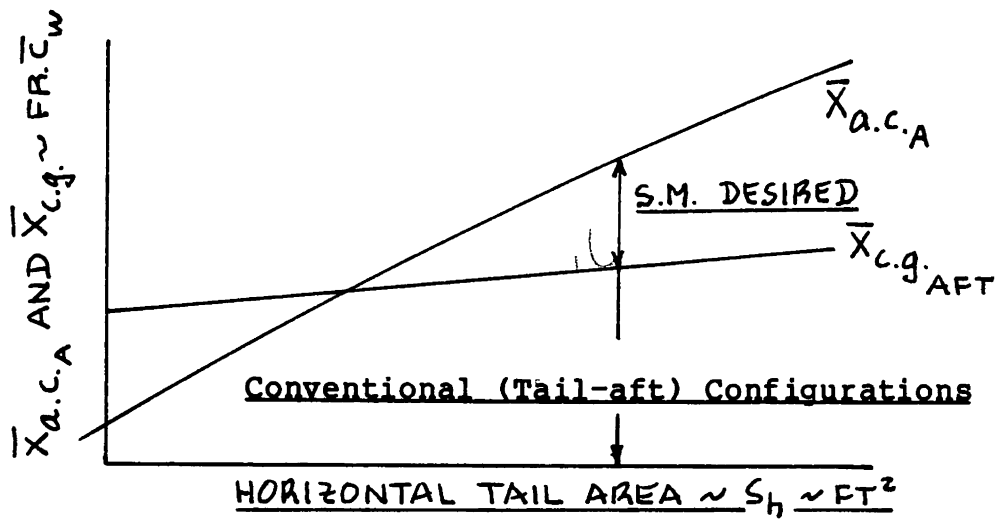 X̄a.c.A AND X̄c.g. ~ FR. c̄w
X̄a.c.A
S.M. DESIRED
X̄c.g.AFT
Conventional (Tail-aft) Configurations
HORIZONTAL TAIL AREA ~ Sh ~ FT²